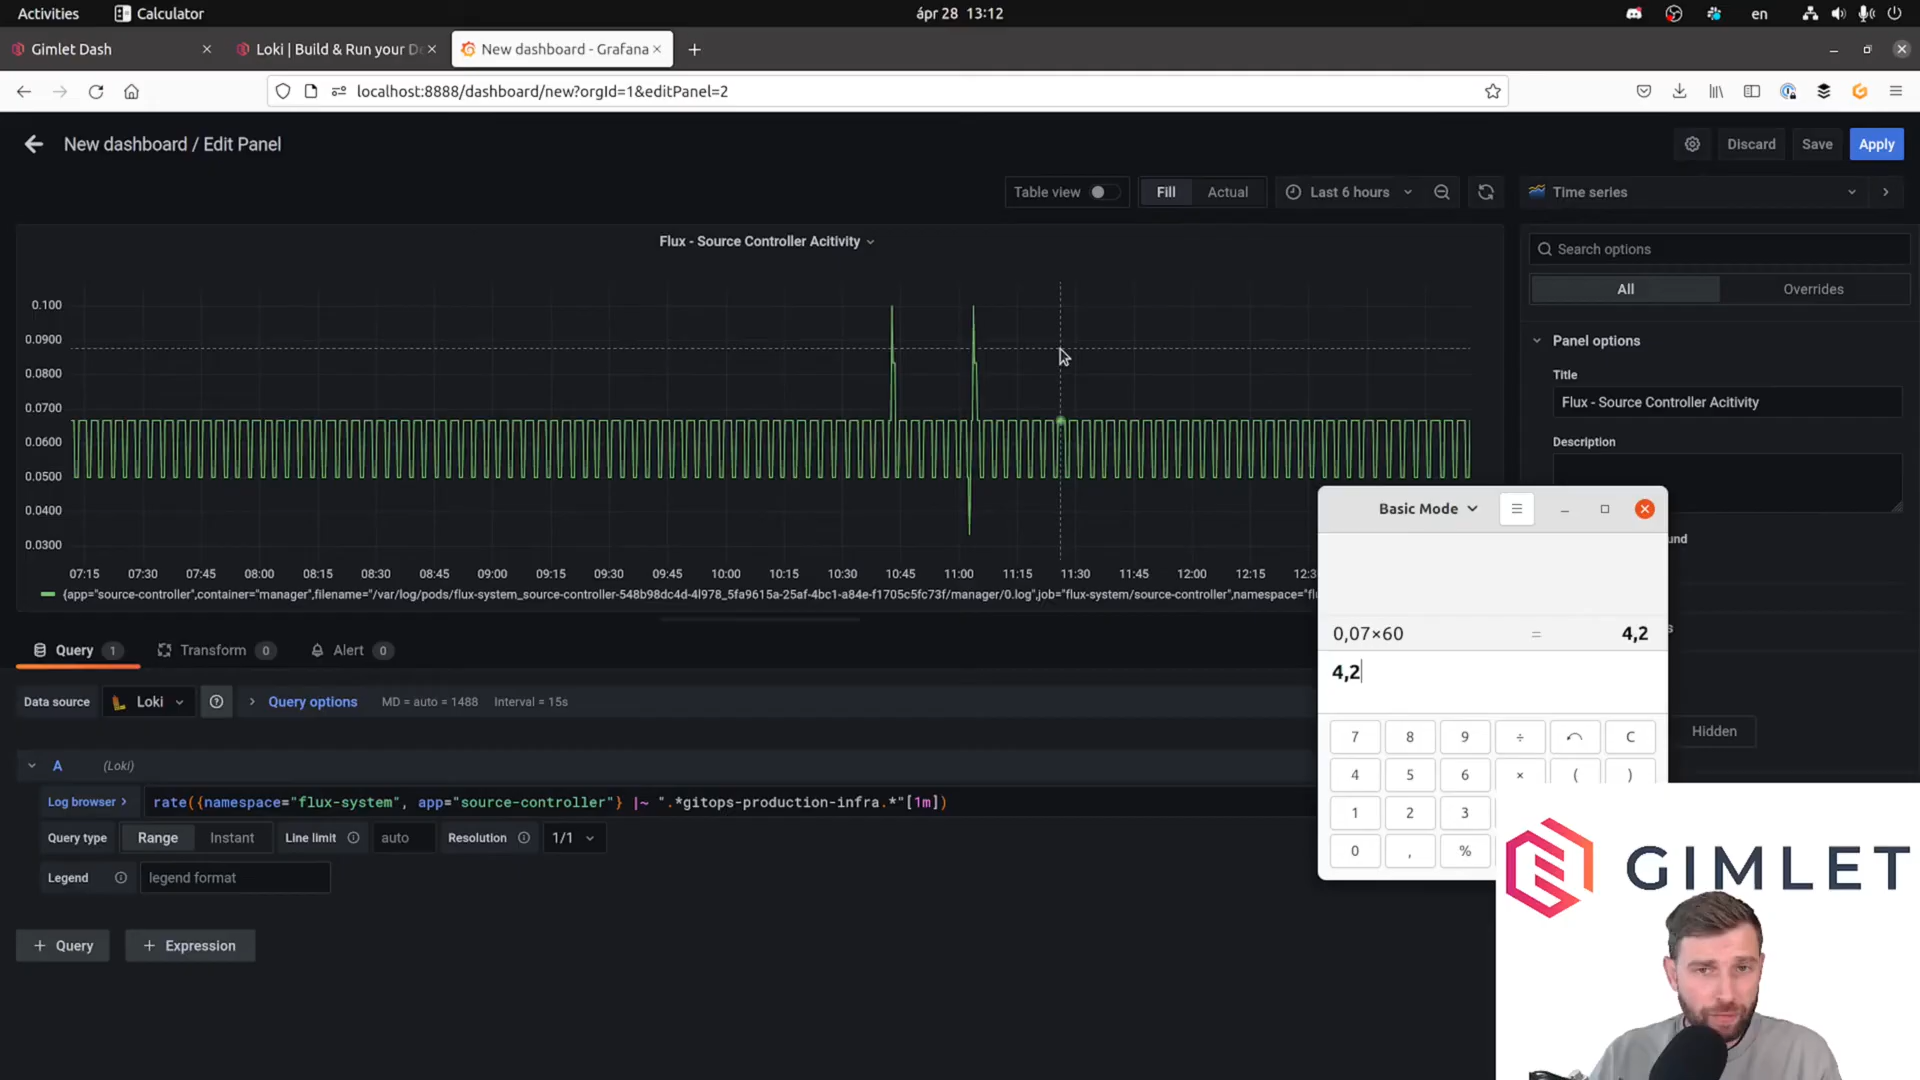 Activities
Calculator
ápr 28 13:12
en
Gimlet Dash
Loki | Build & Run your D
New dashboard - Grafana
localhost:8888/dashboard/new?orgId=1&editPanel=2
New dashboard / Edit Panel
Discard
Save
Apply
Table view
Fill
Actual
Last 6 hours
Time series
Flux - Source Controller Acitivity
Search options
All
Overrides
0.100
0.0900
0.0800
0.0700
0.0600
0.0500
0.0400
0.0300
07:15 07:30 07:45 08:00 08:15 08:30 08:45 09:00 09:15 09:30 09:45 10:00 10:15 10:30 10:45 11:00 11:15 11:30 11:45 12:00 12:15 12:3
{app="source-controller",container="manager",filename="/var/log/pods/flux-system_source-controller-548b98dc4d-4l978_5fa9615a-25af-4bc1-a84e-f1705c5fc73f/manager/0.log",job="flux-system/source-controller",namespace="fl
Panel options
Title
Flux - Source Controller Acitivity
Description
und
s
Hidden
Basic Mode
0,07×60 = 4,2
4,2
7 8 9 ÷ C
4 5 6 × ( )
1 2 3
0 , %
Query 1
Transform 0
Alert 0
Data source
Loki
Query options
MD = auto = 1488
Interval = 15s
A (Loki)
Log browser
rate({namespace="flux-system", app="source-controller"} |~ ".*gitops-production-infra.*"[1m])
Query type
Range
Instant
Line limit
auto
Resolution
1/1
Legend
legend format
+ Query
+ Expression
GIMLET